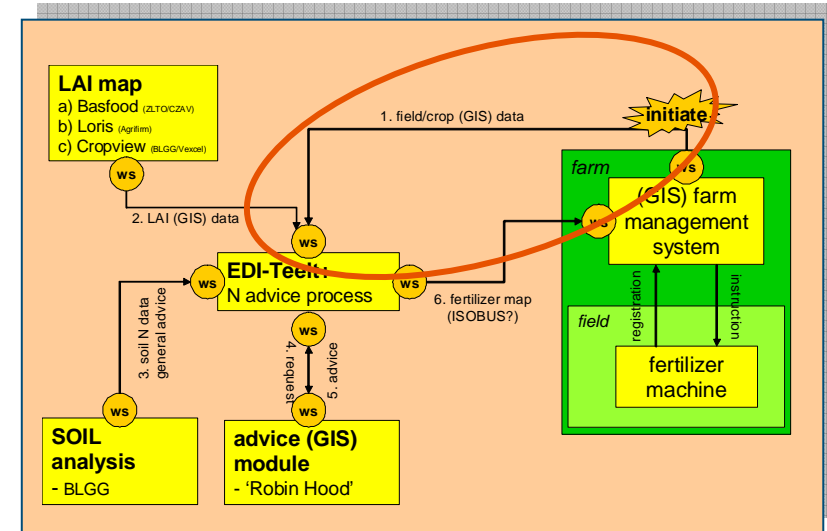 LAI map
a) Basfood (ZLTO/CZAV)
b) Loris (Agrifirm)
c) Cropview (BLGG/Vexcel)
ws
2. LAI (GIS) data
1. field/crop (GIS) data
initiate
farm
ws
(GIS) farm
management
system
ws
ws
EDI-Teelt+
N advice process
ws
ws
6. fertilizer map
(ISOBUS?)
registration
instruction
field
fertilizer
machine
3. soil N data
general advice
ws
4. request
5. advice
ws
ws
SOIL
analysis
- BLGG
advice (GIS)
module
- ‘Robin Hood’